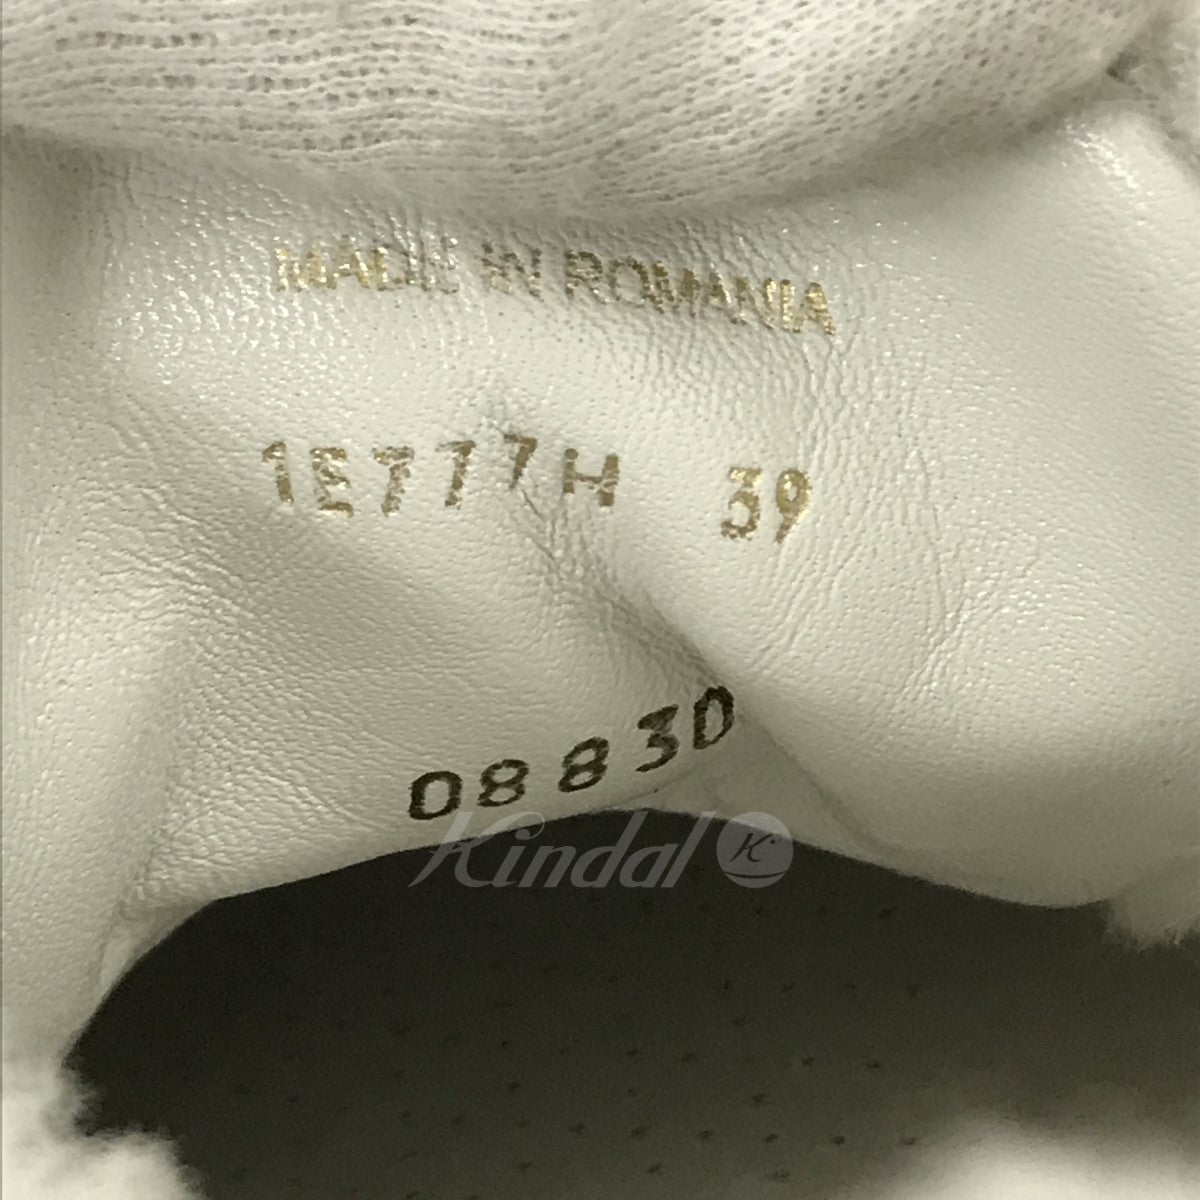 MADE IN ROMANIA
1E777H 39
08830
Kindal K